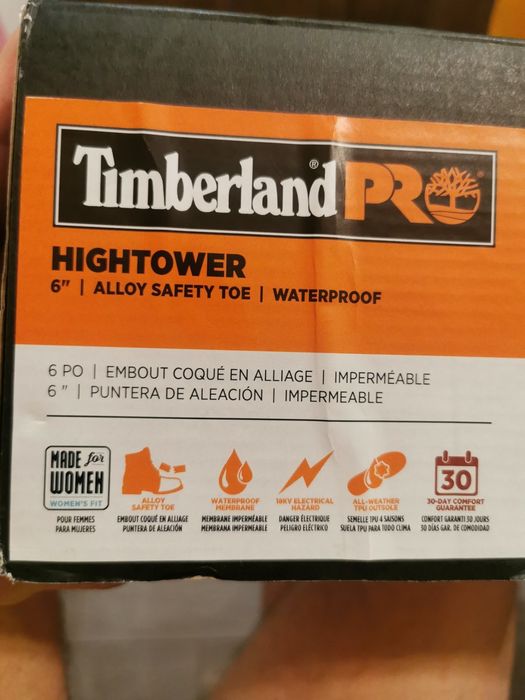 Timberland® PRO®
HIGHTOWER
6" | ALLOY SAFETY TOE | WATERPROOF
6 PO | EMBOUT COQUÉ EN ALLIAGE | IMPERMÉABLE
6 " | PUNTERA DE ALEACIÓN | IMPERMEABLE
MADE for
WOMEN
WOMEN'S FIT
POUR FEMMES
PARA MUJERES
ALLOY
SAFETY TOE
EMBOUT COQUÉ EN ALLIAGE
PUNTERA DE ALEACIÓN
WATERPROOF
MEMBRANE
MEMBRANE IMPERMÉABLE
MEMBRANA IMPERMEABLE
18KV ELECTRICAL
HAZARD
DANGER ÉLECTRIQUE
PELIGRO ELÉCTRICO
ALL-WEATHER
TPU OUTSOLE
SEMELLE TPU 4 SAISONS
SUELA TPU PARA TODO CLIMA
30
30-DAY COMFORT
GUARANTEE
CONFORT GARANTI 30 JOURS
30 DÍAS GAR. DE COMODIDAD